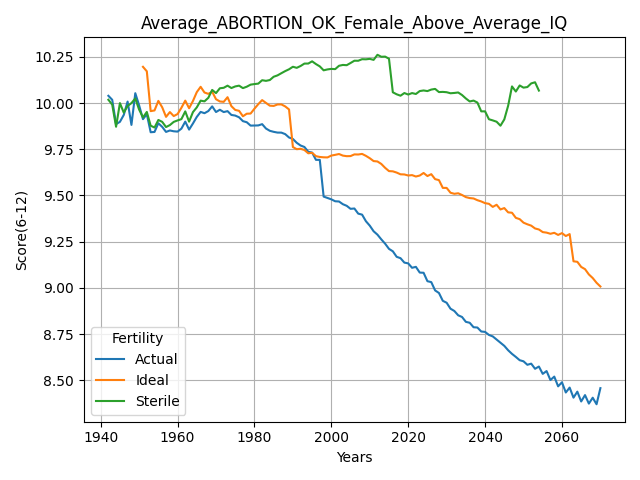 Average_ABORTION_OK_Female_Above_Average_IQ
Score(6-12)
10.25
10.00
9.75
9.50
9.25
9.00
8.75
8.50
Fertility
Actual
Ideal
Sterile
1940 1960 1980 2000 2020 2040 2060
Years